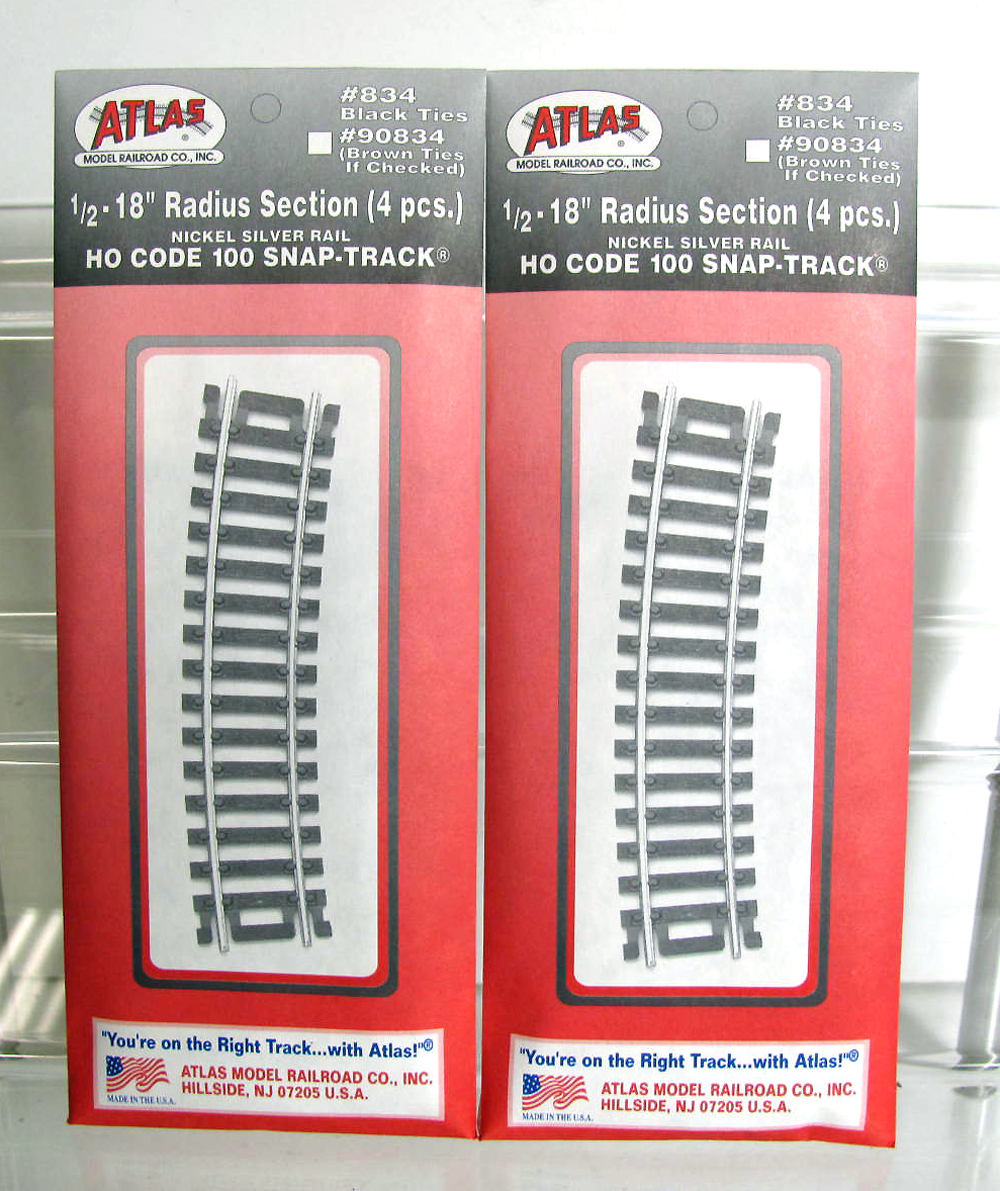 ATLAS®
MODEL RAILROAD CO., INC.
#834
Black Ties
#90834
(Brown Ties
If Checked)
1/2 - 18" Radius Section (4 pcs.)
NICKEL SILVER RAIL
HO CODE 100 SNAP-TRACK®
"You're on the Right Track...with Atlas!"®
MADE IN THE U.S.A.
ATLAS MODEL RAILROAD CO., INC.
HILLSIDE, NJ 07205 U.S.A.
ATLAS®
MODEL RAILROAD CO., INC.
#834
Black Ties
#90834
(Brown Ties
If Checked)
1/2 - 18" Radius Section (4 pcs.)
NICKEL SILVER RAIL
HO CODE 100 SNAP-TRACK®
"You're on the Right Track...with Atlas!"®
MADE IN THE U.S.A.
ATLAS MODEL RAILROAD CO., INC.
HILLSIDE, NJ 07205 U.S.A.